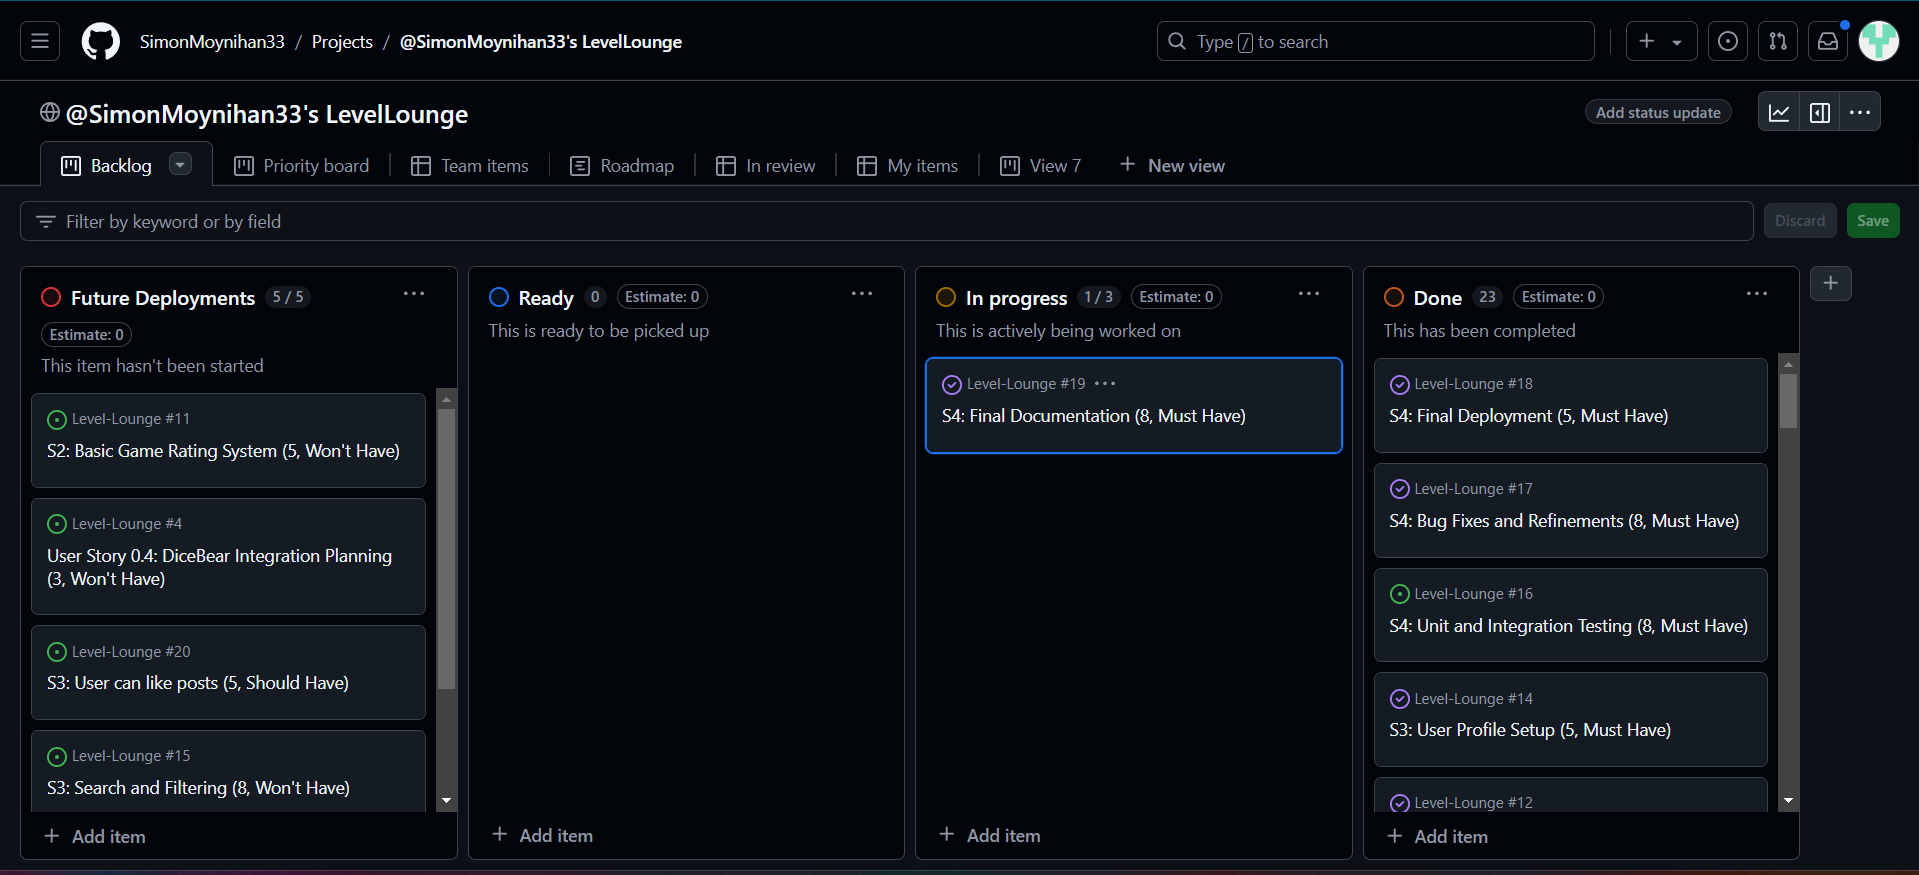 SimonMoynihan33 / Projects / @SimonMoynihan33's LevelLounge
Type / to search
@SimonMoynihan33's LevelLounge
Add status update
Backlog
Priority board
Team items
Roadmap
In review
My items
View 7
New view
Filter by keyword or by field
Discard
Save
Future Deployments 5 / 5
Estimate: 0
This item hasn't been started
Level-Lounge #11
S2: Basic Game Rating System (5, Won't Have)
Level-Lounge #4
User Story 0.4: DiceBear Integration Planning
(3, Won't Have)
Level-Lounge #20
S3: User can like posts (5, Should Have)
Level-Lounge #15
S3: Search and Filtering (8, Won't Have)
Add item
Ready 0 Estimate: 0
This is ready to be picked up
Add item
In progress 1 / 3 Estimate: 0
This is actively being worked on
Level-Lounge #19
S4: Final Documentation (8, Must Have)
Add item
Done 23 Estimate: 0
This has been completed
Level-Lounge #18
S4: Final Deployment (5, Must Have)
Level-Lounge #17
S4: Bug Fixes and Refinements (8, Must Have)
Level-Lounge #16
S4: Unit and Integration Testing (8, Must Have)
Level-Lounge #14
S3: User Profile Setup (5, Must Have)
Level-Lounge #12
Add item